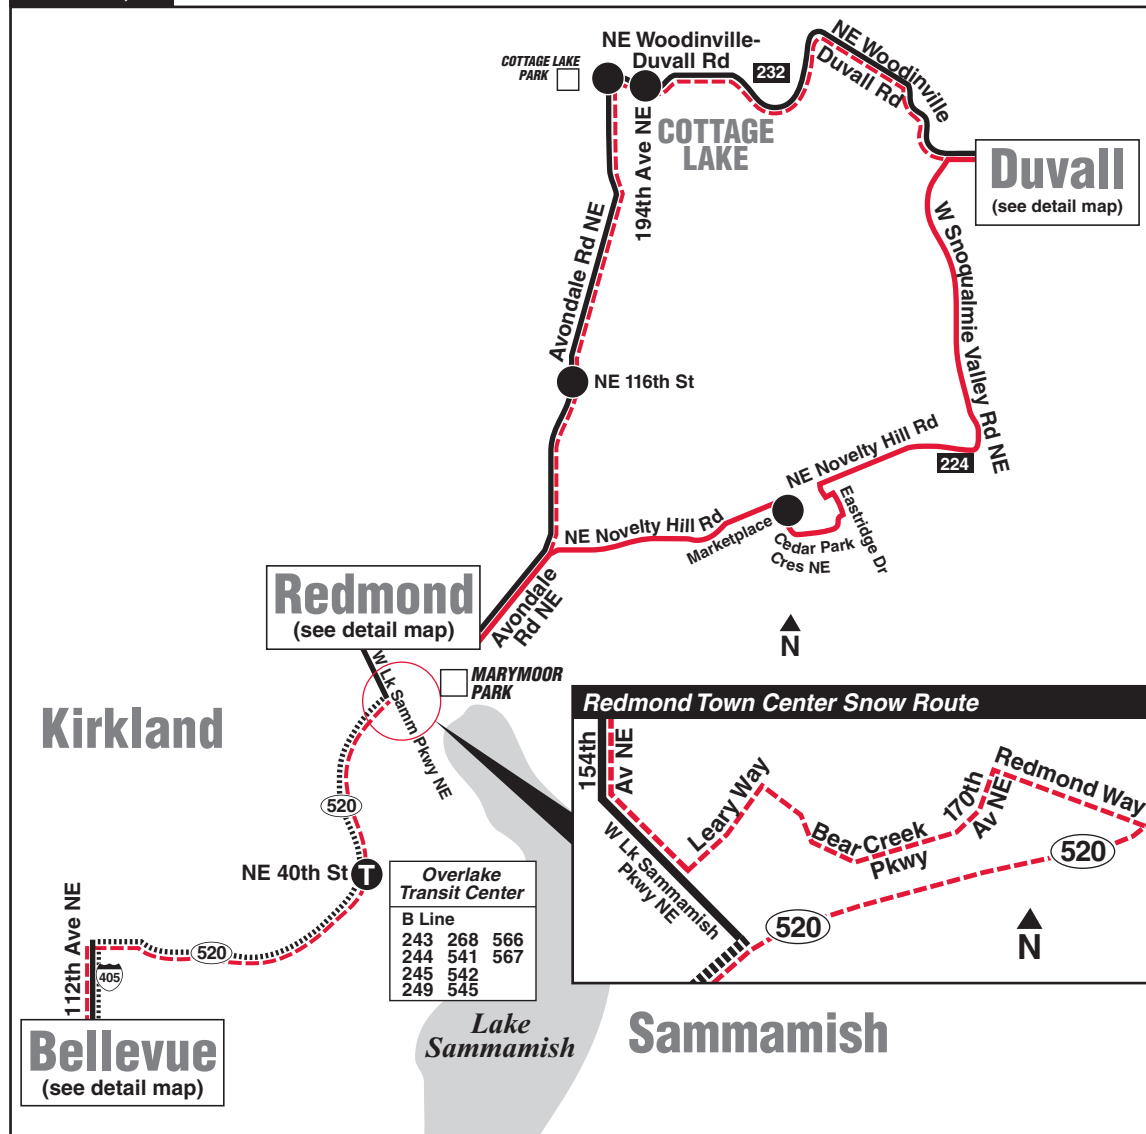 NE Woodinville-
Duvall Rd
COTTAGE LAKE
PARK
232
NE Woodinville
Duvall Rd
194th Ave NE
COTTAGE
LAKE
Duvall
(see detail map)
Avondale Rd NE
W Snoqualmie Valley Rd NE
NE 116th St
NE Novelty Hill Rd
224
NE Novelty Hill Rd
Marketplace
Cedar Park
Cres NE
Eastridge Dr
Redmond
(see detail map)
Avondale
Rd NE
N
W Lk Samm Pkwy NE
MARYMOOR
PARK
Kirkland
Redmond Town Center Snow Route
154th
Av NE
Leary Way
Bear Creek
Pkwy
170th
Av NE
Redmond Way
W Lk Sammamish
Pkwy NE
520
520
N
520
NE 40th St
T
Overlake
Transit Center
B Line
243 268 566
244 541 567
245 542
249 545
112th Ave NE
520
405
Bellevue
(see detail map)
Lake
Sammamish
Sammamish